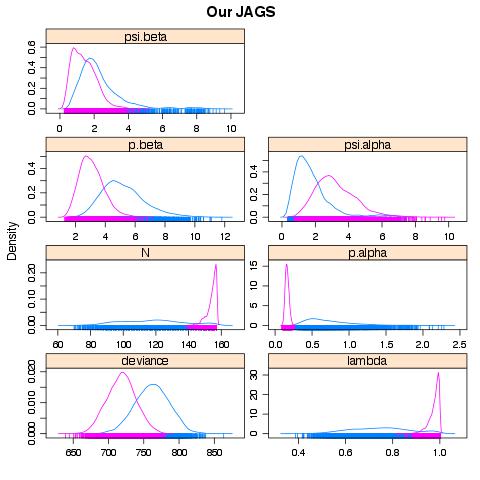 Our JAGS
psi.beta
0.0 0.2 0.4 0.6
0 2 4 6 8 10
p.beta psi.alpha
0.0 0.2 0.4
2 4 6 8 10 12
0.0 0.2 0.4
0 2 4 6 8 10
Density
N p.alpha
0.00 0.10 0.20
60 80 100 120 140 160
0 5 10 15
0.0 0.5 1.0 1.5 2.0 2.5
deviance lambda
0.000 0.010 0.020
650 700 750 800 850
0 10 20 30
0.4 0.6 0.8 1.0